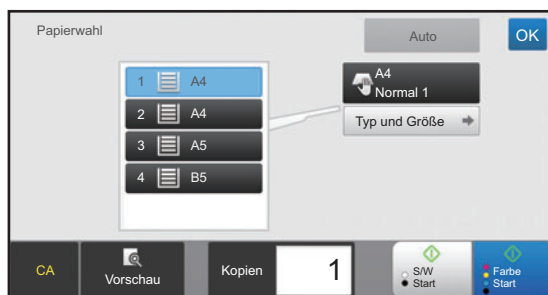 Papierwahl
Auto
OK
1 A4
2 A4
3 A5
4 B5
A4
Normal 1
Typ und Größe
CA
Vorschau
Kopien
1
S/W
Start
Farbe
Start